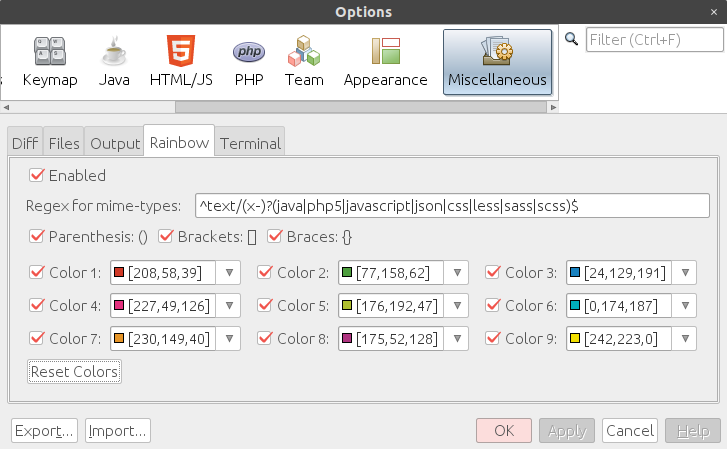 Options ×
s Keymap Java HTML/JS PHP Team Appearance Miscellaneous Filter (Ctrl+F)
Diff Files Output Rainbow Terminal
Enabled
Regex for mime-types: ^text/(x-)?(java|php5|javascript|json|css|less|sass|scss)$
Parenthesis: () Brackets: [] Braces: {}
Color 1: [208,58,39] Color 2: [77,158,62] Color 3: [24,129,191]
Color 4: [227,49,126] Color 5: [176,192,47] Color 6: [0,174,187]
Color 7: [230,149,40] Color 8: [175,52,128] Color 9: [242,223,0]
Reset Colors
Export... Import... OK Apply Cancel Help